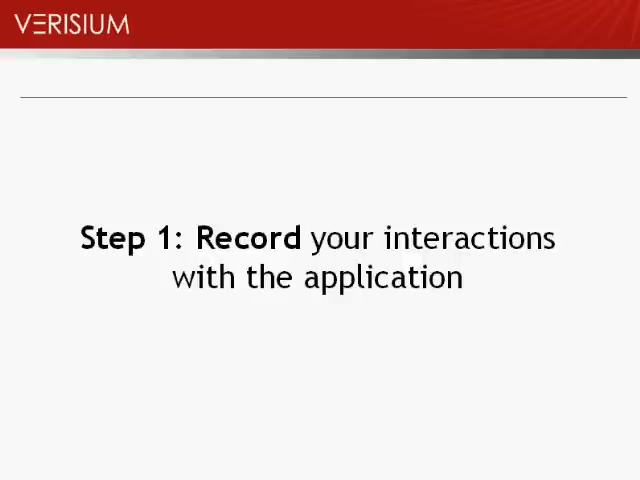 VERISIUM
Step 1: Record your interactions
with the application